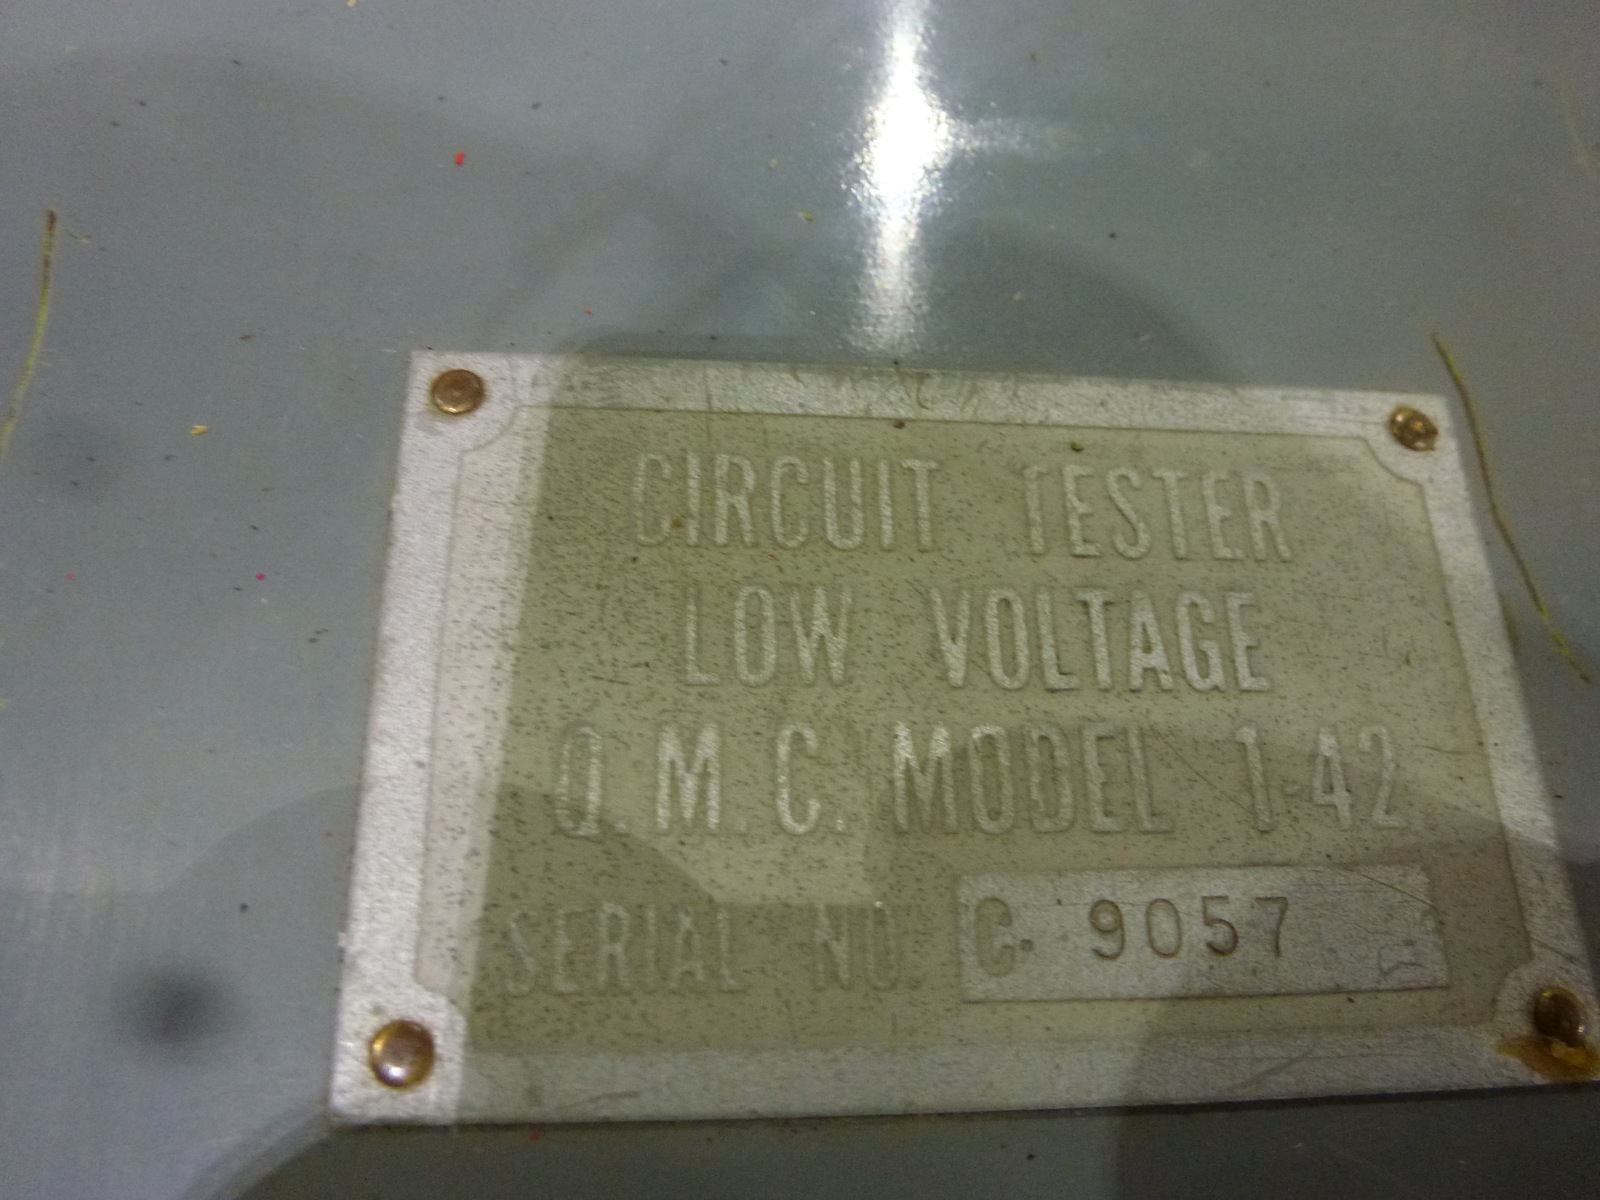 CIRCUIT TESTER
LOW VOLTAGE
Q.M.C. MODEL 1-42
SERIAL NO. C- 9057